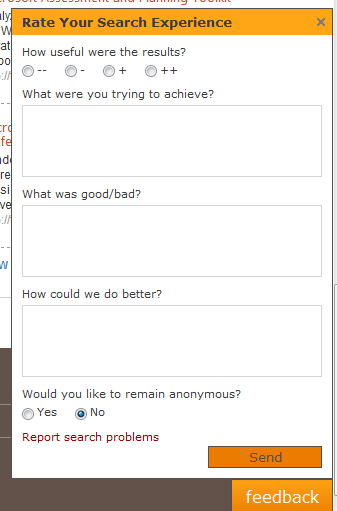 Rate Your Search Experience ×
How useful were the results?
-- - + ++
What were you trying to achieve?
What was good/bad?
How could we do better?
Would you like to remain anonymous?
Yes No
Report search problems
Send
feedback